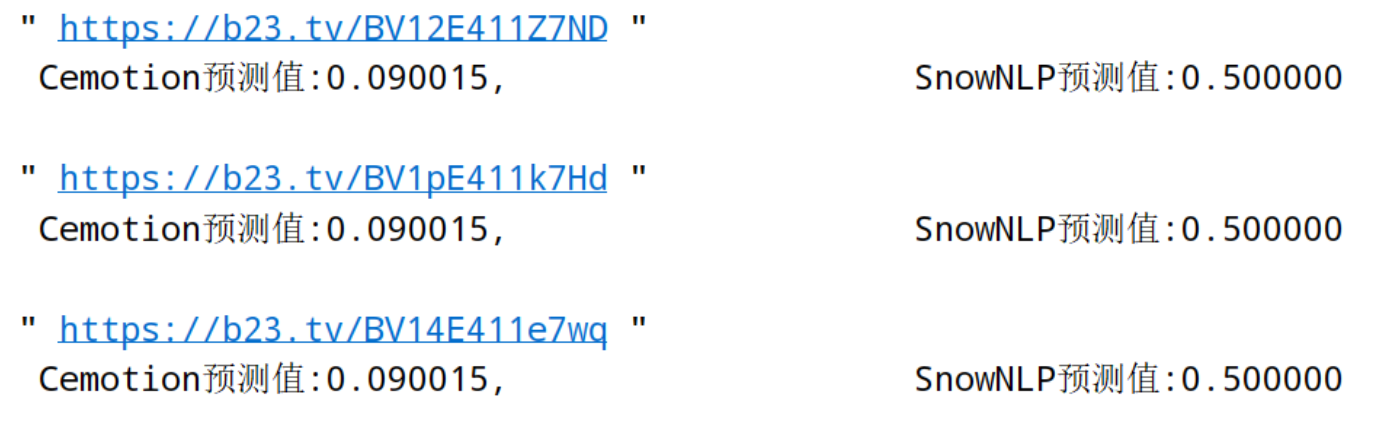 " https://b23.tv/BV12E411Z7ND "
Cemotion预测值:0.090015, SnowNLP预测值:0.500000
" https://b23.tv/BV1pE411k7Hd "
Cemotion预测值:0.090015, SnowNLP预测值:0.500000
" https://b23.tv/BV14E411e7wq "
Cemotion预测值:0.090015, SnowNLP预测值:0.500000